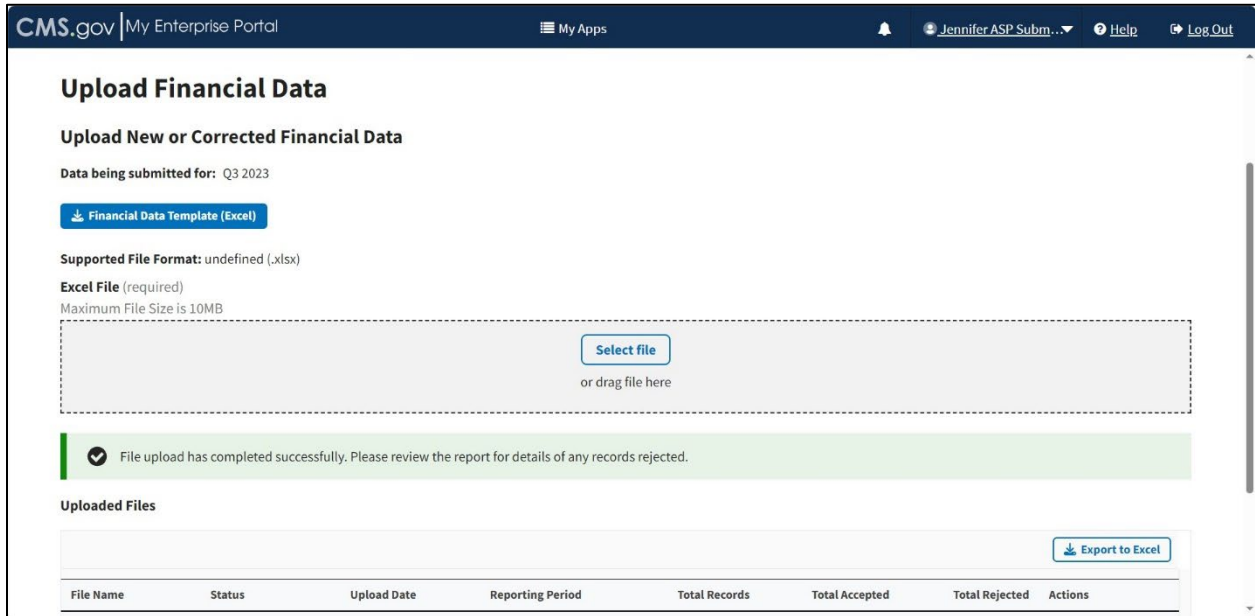 CMS.gov | My Enterprise Portal
My Apps
Jennifer ASP Subm...
Help
Log Out
Upload Financial Data
Upload New or Corrected Financial Data
Data being submitted for: Q3 2023
Financial Data Template (Excel)
Supported File Format: undefined (.xlsx)
Excel File (required)
Maximum File Size is 10MB
Select file
or drag file here
File upload has completed successfully. Please review the report for details of any records rejected.
Uploaded Files
Export to Excel
File Name Status Upload Date Reporting Period Total Records Total Accepted Total Rejected Actions